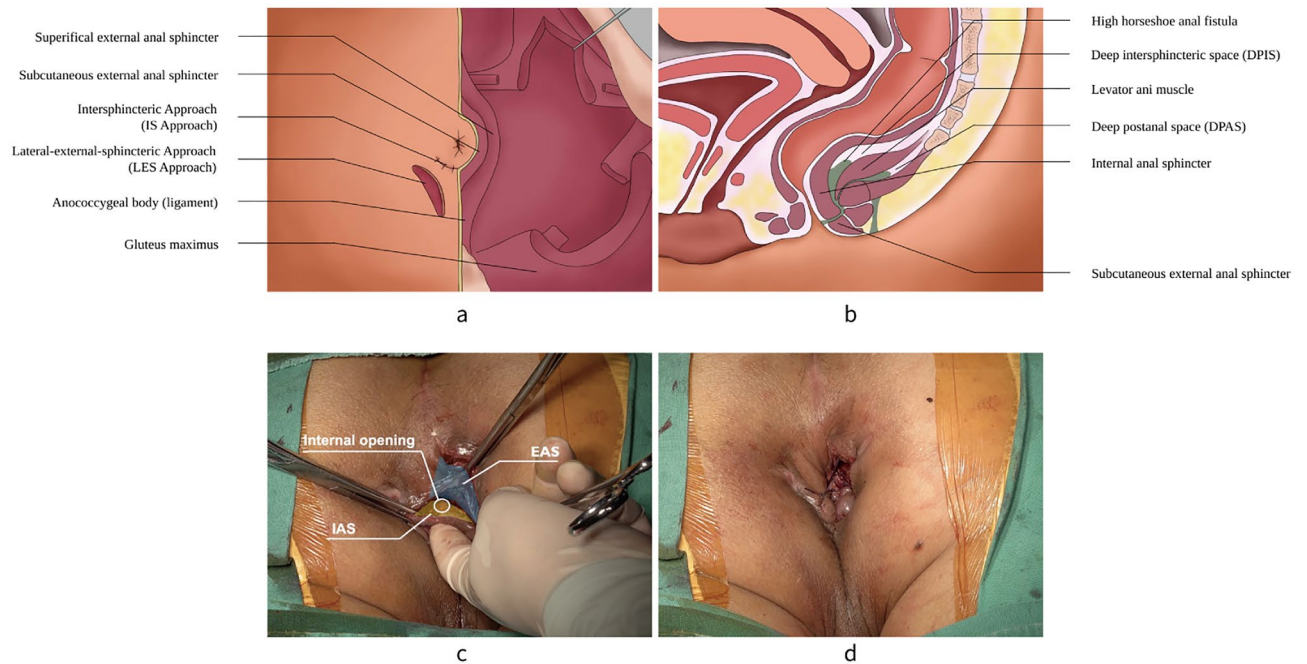 Superifical external anal sphincter
Subcutaneous external anal sphincter
Intersphincteric Approach
(IS Approach)
Lateral-external-sphincteric Approach
(LES Approach)
Anococcygeal body (ligament)
Gluteus maximus
High horseshoe anal fistula
Deep intersphincteric space (DPIS)
Levator ani muscle
Deep postanal space (DPAS)
Internal anal sphincter
Subcutaneous external anal sphincter
a
b
Internal opening
EAS
IAS
c
d